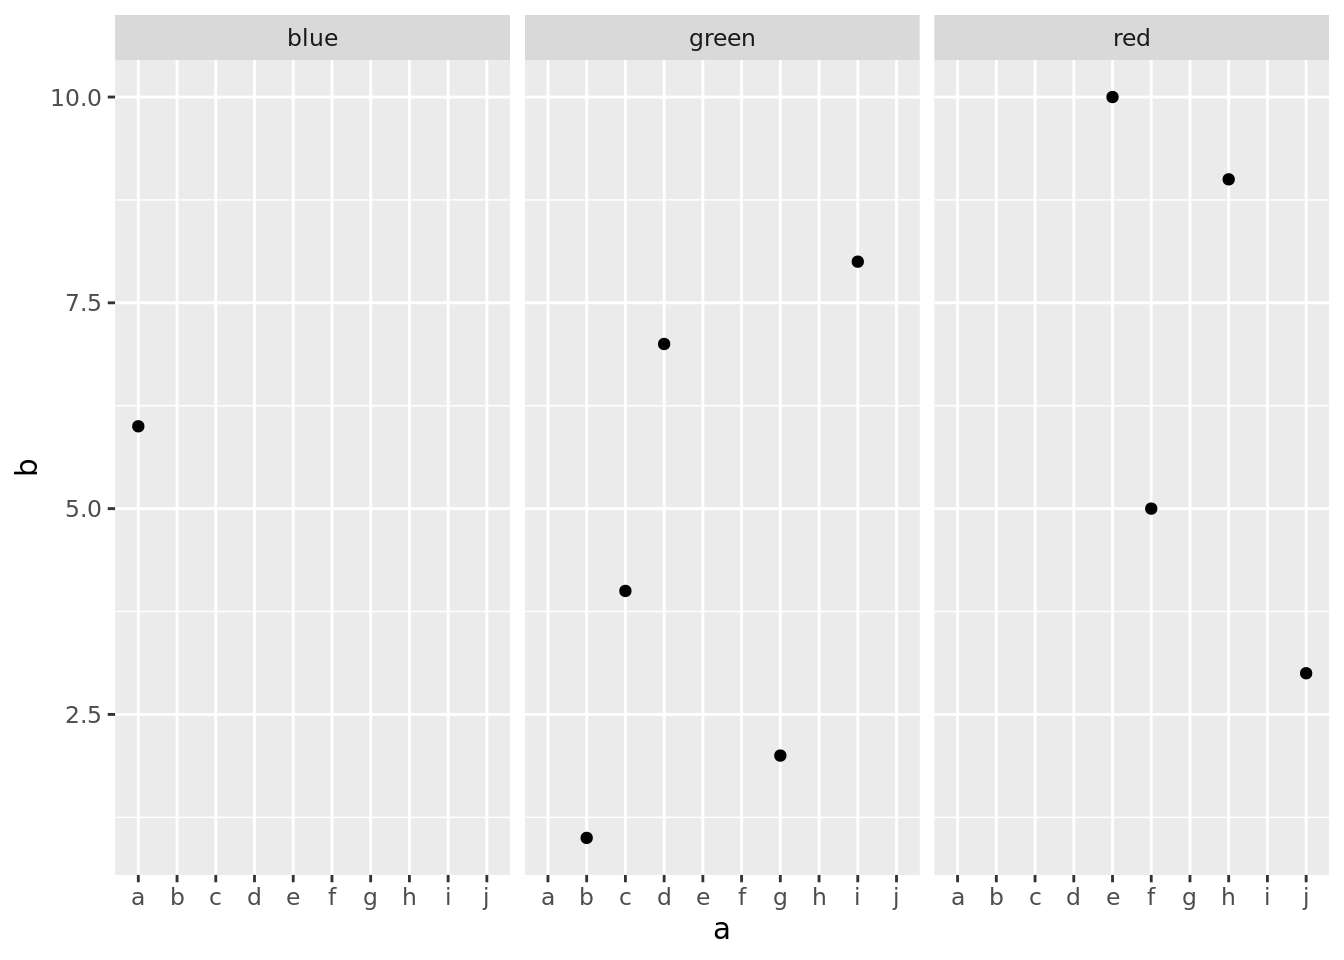 blue green red
10.0
7.5
5.0
2.5
b
a b c d e f g h i j a b c d e f g h i j a b c d e f g h i j
a